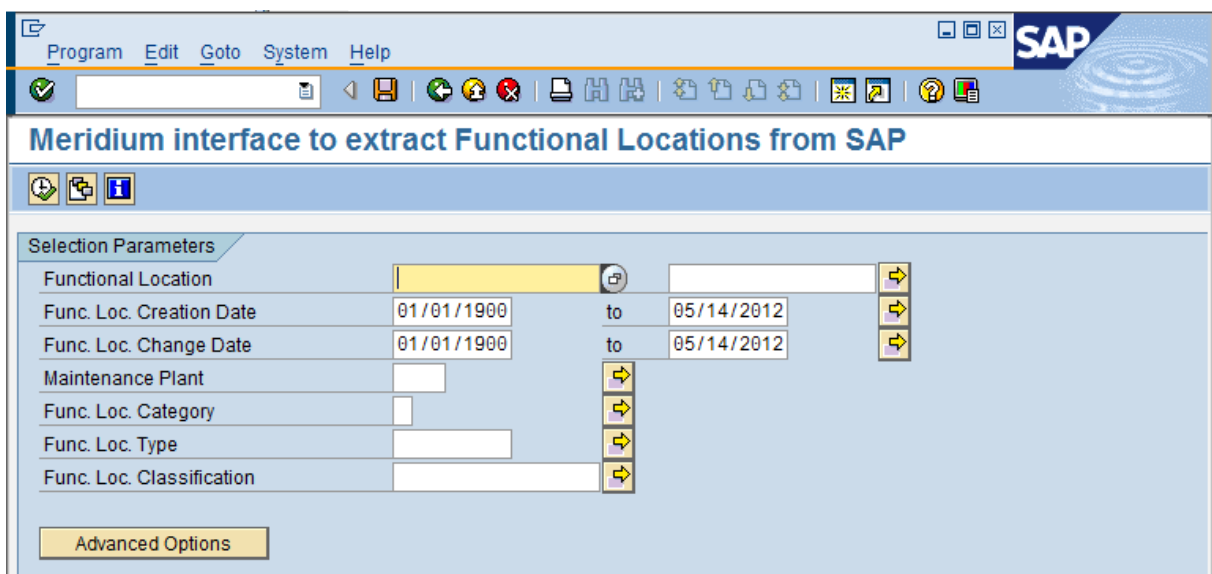 Program Edit Goto System Help
SAP
Meridium interface to extract Functional Locations from SAP
Selection Parameters
Functional Location
Func. Loc. Creation Date 01/01/1900 to 05/14/2012
Func. Loc. Change Date 01/01/1900 to 05/14/2012
Maintenance Plant
Func. Loc. Category
Func. Loc. Type
Func. Loc. Classification
Advanced Options